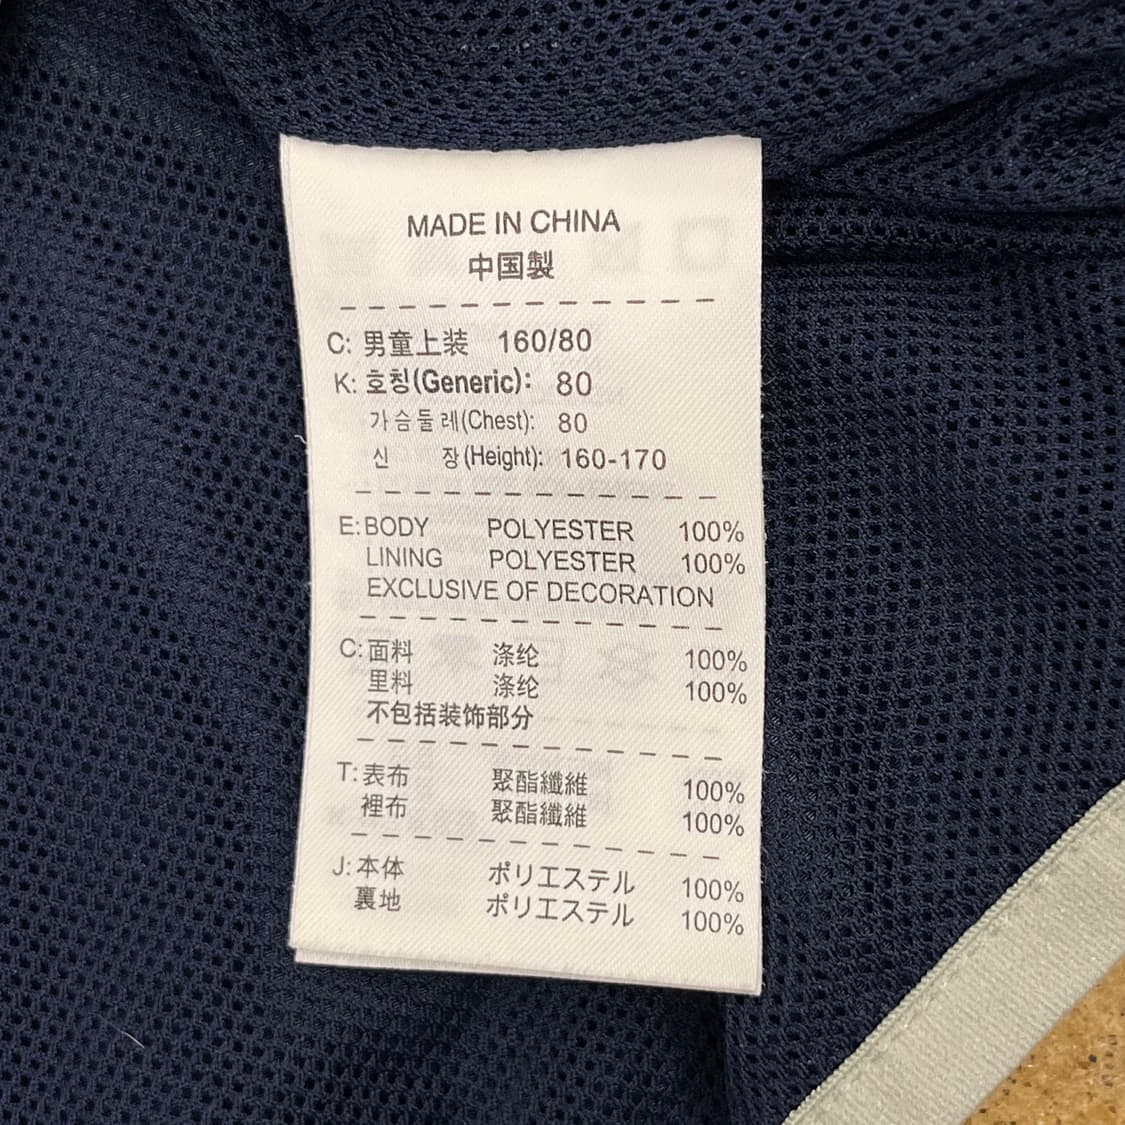 MADE IN CHINA
中国製
C: 男童上装 160/80
K: 호칭(Generic): 80
가슴둘레(Chest): 80
신 장(Height): 160-170
E: BODY POLYESTER 100%
LINING POLYESTER 100%
EXCLUSIVE OF DECORATION
C: 面料 涤纶 100%
里料 涤纶 100%
不包括装饰部分
T: 表布 聚酯纖維 100%
裡布 聚酯纖維 100%
J: 本体 ポリエステル 100%
裏地 ポリエステル 100%